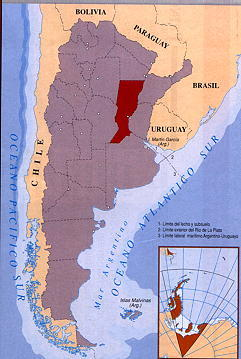 BOLIVIA
PARAGUAY
BRASIL
URUGUAY
I. Martín García
(Arg.)
CHILE
OCEANO PACIFICO SUR
OCEANO ATLANTICO SUR
Mar Argentino
1- Límite del lecho y subsuelo
2- Límite exterior del Río de La Plata
3- Límite lateral marítimo Argentino-Uruguayo
Islas Malvinas
(Arg.)